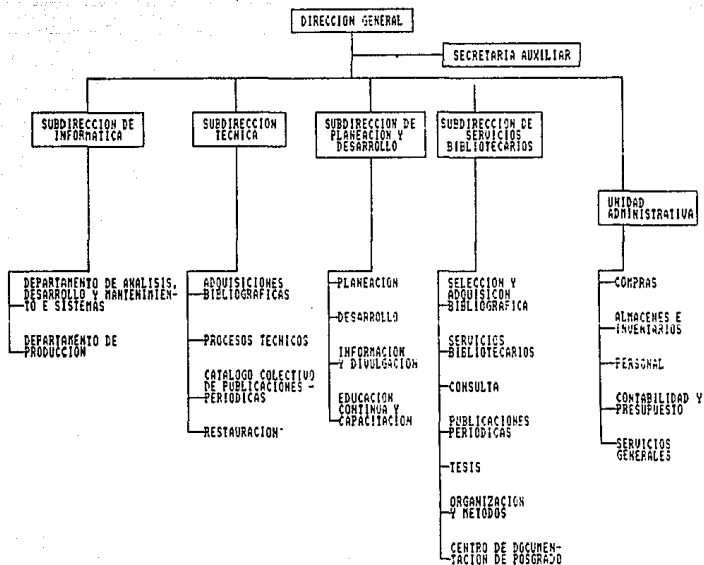 DIRECCION GENERAL
SECRETARIA AUXILIAR
SUBDIRECCION DE
INFORMATICA
SUBDIRECCION
TECNICA
SUBDIRECCION DE
PLANEACION Y
DESARROLLO
SUBDIRECCION DE
SERVICIOS
BIBLIOTECARIOS
UNIDAD
ADMINISTRATIVA
DEPARTAMENTO DE ANALISIS,
DESARROLLO Y MANTENIMIEN-
TO E SISTEMAS
DEPARTAMENTO DE
PRODUCCION
ADQUISICIONES
BIBLIOGRAFICAS
PROCESOS TECNICOS
CATALOGO COLECTIVO
DE PUBLICACIONES -
PERIODICAS
RESTAURACION
PLANEACION
DESARROLLO
INFORMACION
Y DIVULGACION
EDUCACION
CONTINUA Y
CAPACITACION
SELECCION Y
ADQUISICON
BIBLIOGRAFICA
SERVICIOS
BIBLIOTECARIOS
CONSULTA
PUBLICACIONES
PERIODICAS
TESIS
ORGANIZACION
Y METODOS
CENTRO DE DOCUMEN-
TACION DE POSGRADO
COMPRAS
ALMACENES E
INVENTARIOS
PERSONAL
CONTABILIDAD Y
PRESUPUESTO
SERVICIOS
GENERALES